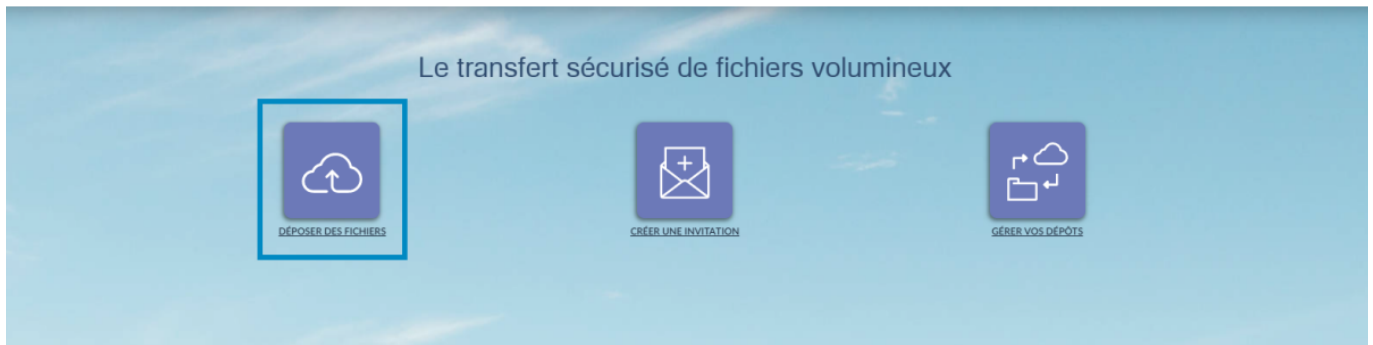 Le transfert sécurisé de fichiers volumineux
DÉPOSER DES FICHIERS
CRÉER UNE INVITATION
GÉRER VOS DÉPÔTS